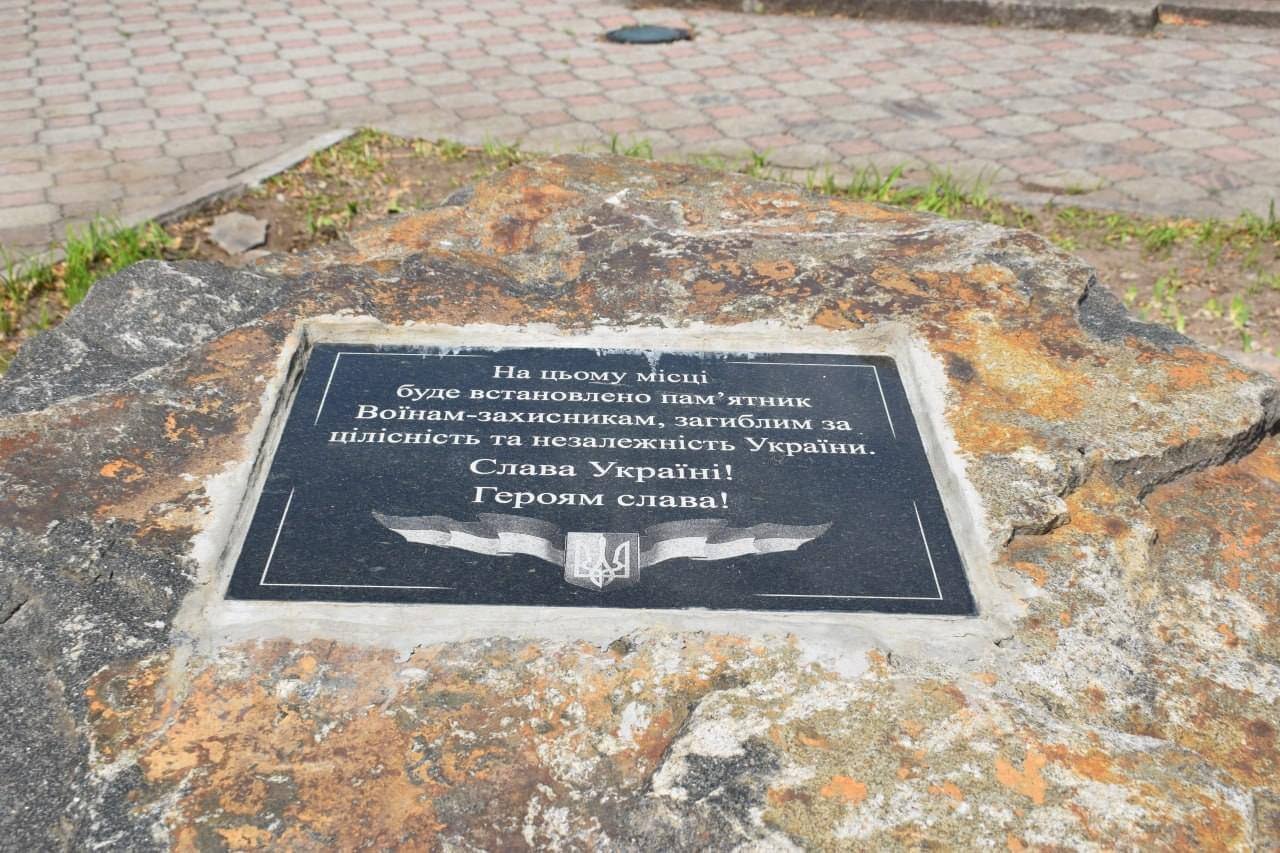 На цьому місці
буде встановлено пам’ятник
Воїнам-захисникам, загиблим за
цілісність та незалежність України.
Слава Україні!
Героям слава!